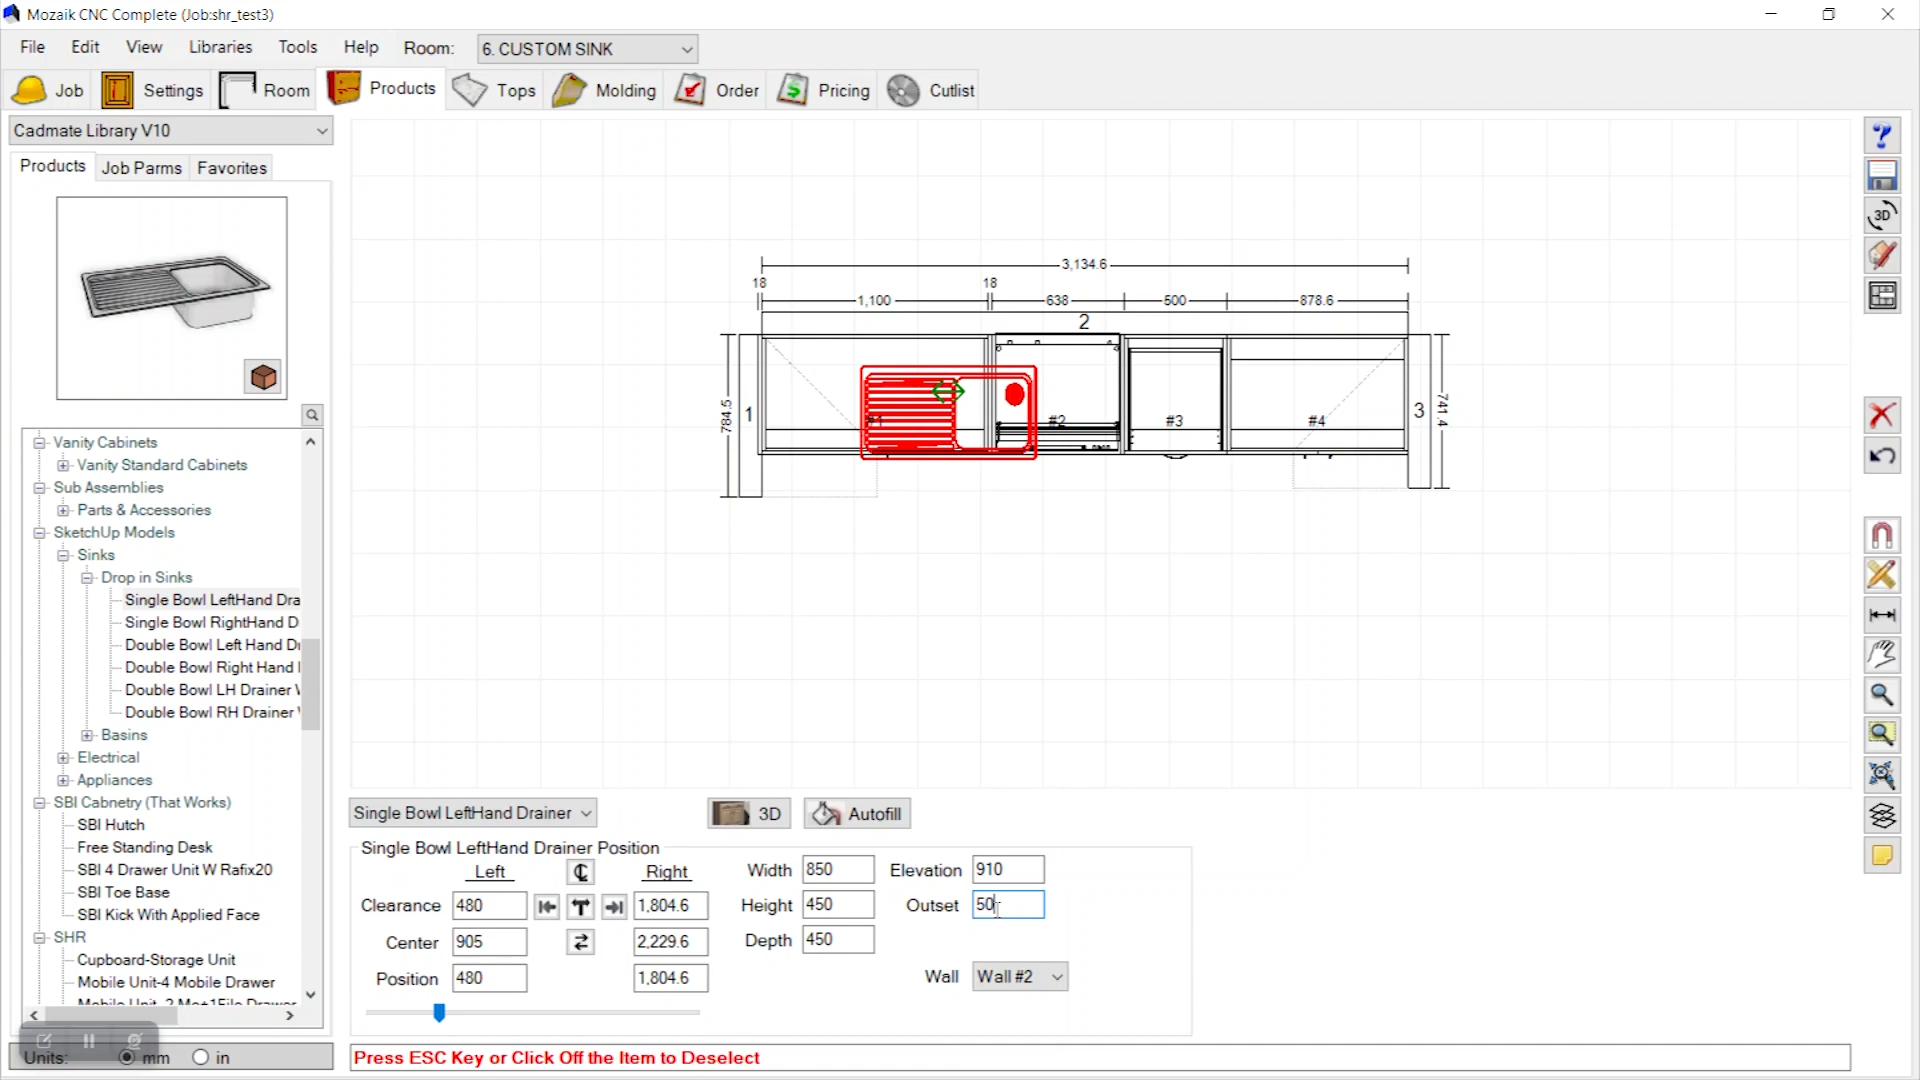 Mozaik CNC Complete (Job:shr_test3)
File Edit View Libraries Tools Help Room: 6. CUSTOM SINK
Job Settings Room Products Tops Molding Order Pricing Cutlist
Cadmate Library V10
Products Job Parms Favorites
3D
3,134.6
18 18
1,100 638 500 878.6
2
784.5 1 #1 #2 #3 #4 3 741.4
Vanity Cabinets
Vanity Standard Cabinets
Sub Assemblies
Parts & Accessories
SketchUp Models
Sinks
Drop in Sinks
Single Bowl LeftHand Dra
Single Bowl RightHand D
Double Bowl Left Hand
Double Bowl Right Hand
Double Bowl LH Drainer
Double Bowl RH Drainer
Basins
Electrical
Appliances
SBI Cabnetry (That Works)
SBI Hutch
Free Standing Desk
SBI 4 Drawer Unit W Rafix20
SBI Toe Base
SBI Kick With Applied Face
SHR
Cupboard-Storage Unit
Mobile Unit-4 Mobile Drawer
Mobile Unit- 2 Mo+1File Drawer
Units: mm in
Single Bowl LeftHand Drainer 3D Autofill
Single Bowl LeftHand Drainer Position
Left Right Width 850 Elevation 910
Clearance 480 1,804.6 Height 450 Outset 50
Center 905 2,229.6 Depth 450
Position 480 1,804.6 Wall Wall #2
Press ESC Key or Click Off the Item to Deselect